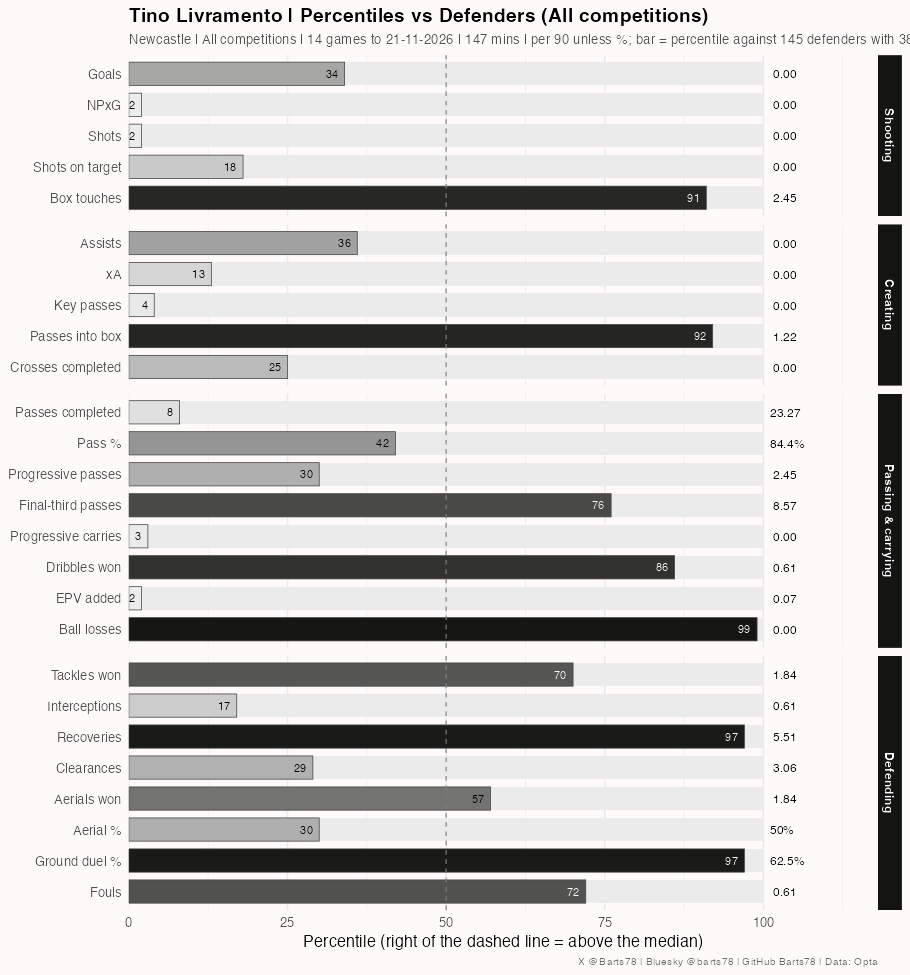 Tino Livramento | Percentiles vs Defenders (All competitions)
Newcastle | All competitions | 14 games to 21-11-2026 | 147 mins | per 90 unless %; bar = percentile against 145 defenders with 38
Goals 34 0.00
NPxG 2 0.00
Shots 2 0.00
Shots on target 18 0.00
Box touches 91 2.45
Shooting
Assists 36 0.00
xA 13 0.00
Key passes 4 0.00
Passes into box 92 1.22
Crosses completed 25 0.00
Creating
Passes completed 8 23.27
Pass % 42 84.4%
Progressive passes 30 2.45
Final-third passes 76 8.57
Progressive carries 3 0.00
Dribbles won 86 0.61
EPV added 2 0.07
Ball losses 99 0.00
Passing & carrying
Tackles won 70 1.84
Interceptions 17 0.61
Recoveries 97 5.51
Clearances 29 3.06
Aerials won 57 1.84
Aerial % 30 50%
Ground duel % 97 62.5%
Fouls 72 0.61
Defending
0 25 50 75 100
Percentile (right of the dashed line = above the median)
X @Barts78 | Bluesky @barts78 | GitHub Barts78 | Data: Opta